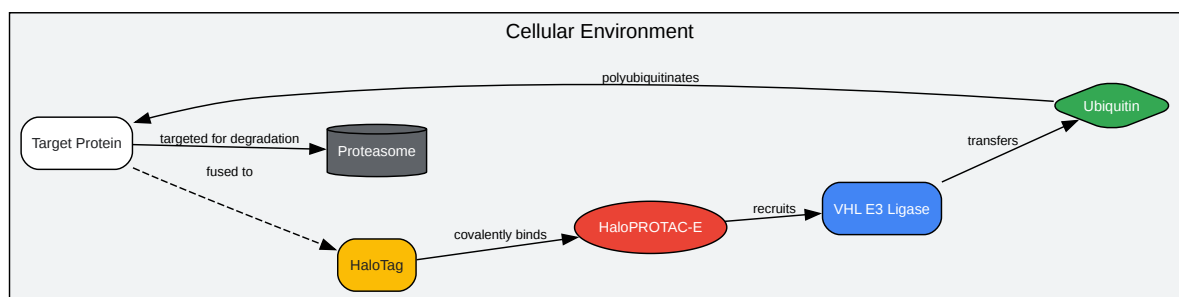 Cellular Environment
polyubiquitinates
Ubiquitin
Target Protein
targeted for degradation
Proteasome
transfers
fused to
recruits
VHL E3 Ligase
HaloPROTAC-E
covalently binds
HaloTag